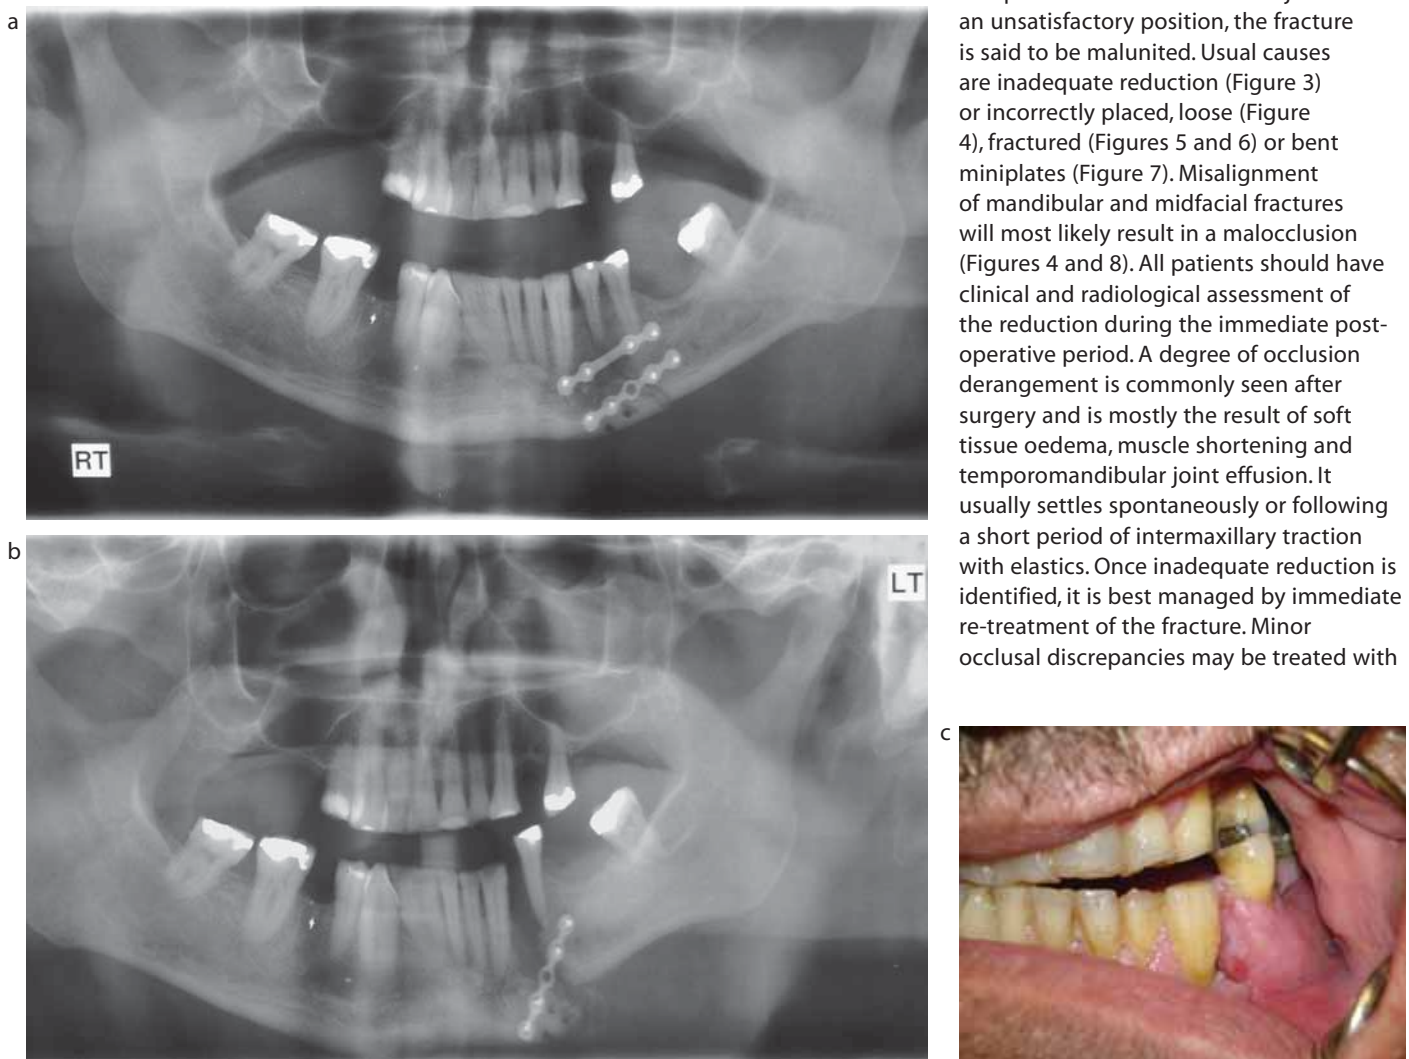 a
RT
b
LT
an unsatisfactory position, the fracture
is said to be malunited. Usual causes
are inadequate reduction (Figure 3)
or incorrectly placed, loose (Figure
4), fractured (Figures 5 and 6) or bent
miniplates (Figure 7). Misalignment
of mandibular and midfacial fractures
will most likely result in a malocclusion
(Figures 4 and 8). All patients should have
clinical and radiological assessment of
the reduction during the immediate post-
operative period. A degree of occlusion
derangement is commonly seen after
surgery and is mostly the result of soft
tissue oedema, muscle shortening and
temporomandibular joint effusion. It
usually settles spontaneously or following
a short period of intermaxillary traction
with elastics. Once inadequate reduction is
identified, it is best managed by immediate
re-treatment of the fracture. Minor
occlusal discrepancies may be treated with
c